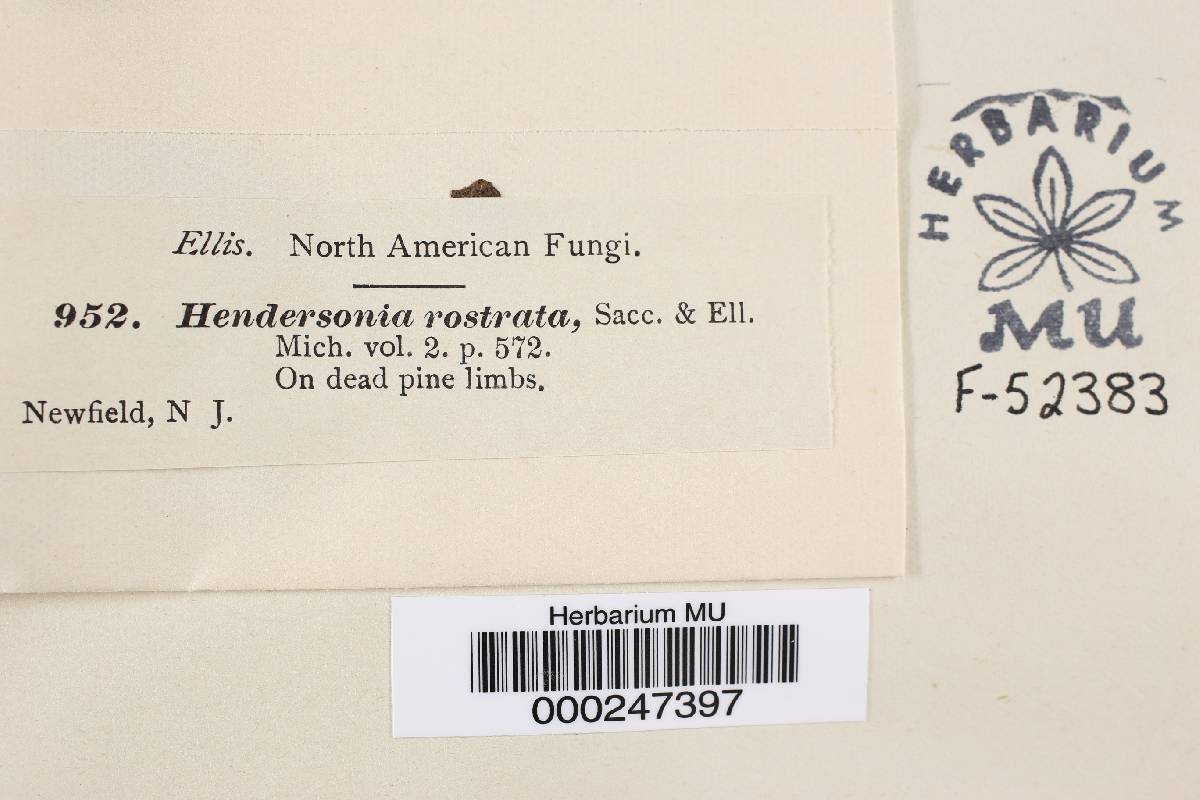 Ellis. North American Fungi.
952. Hendersonia rostrata, Sacc. & Ell.
Mich. vol. 2. p. 572.
On dead pine limbs.
Newfield, N J.
HERBARIUM
MU
F-52383
Herbarium MU
000247397